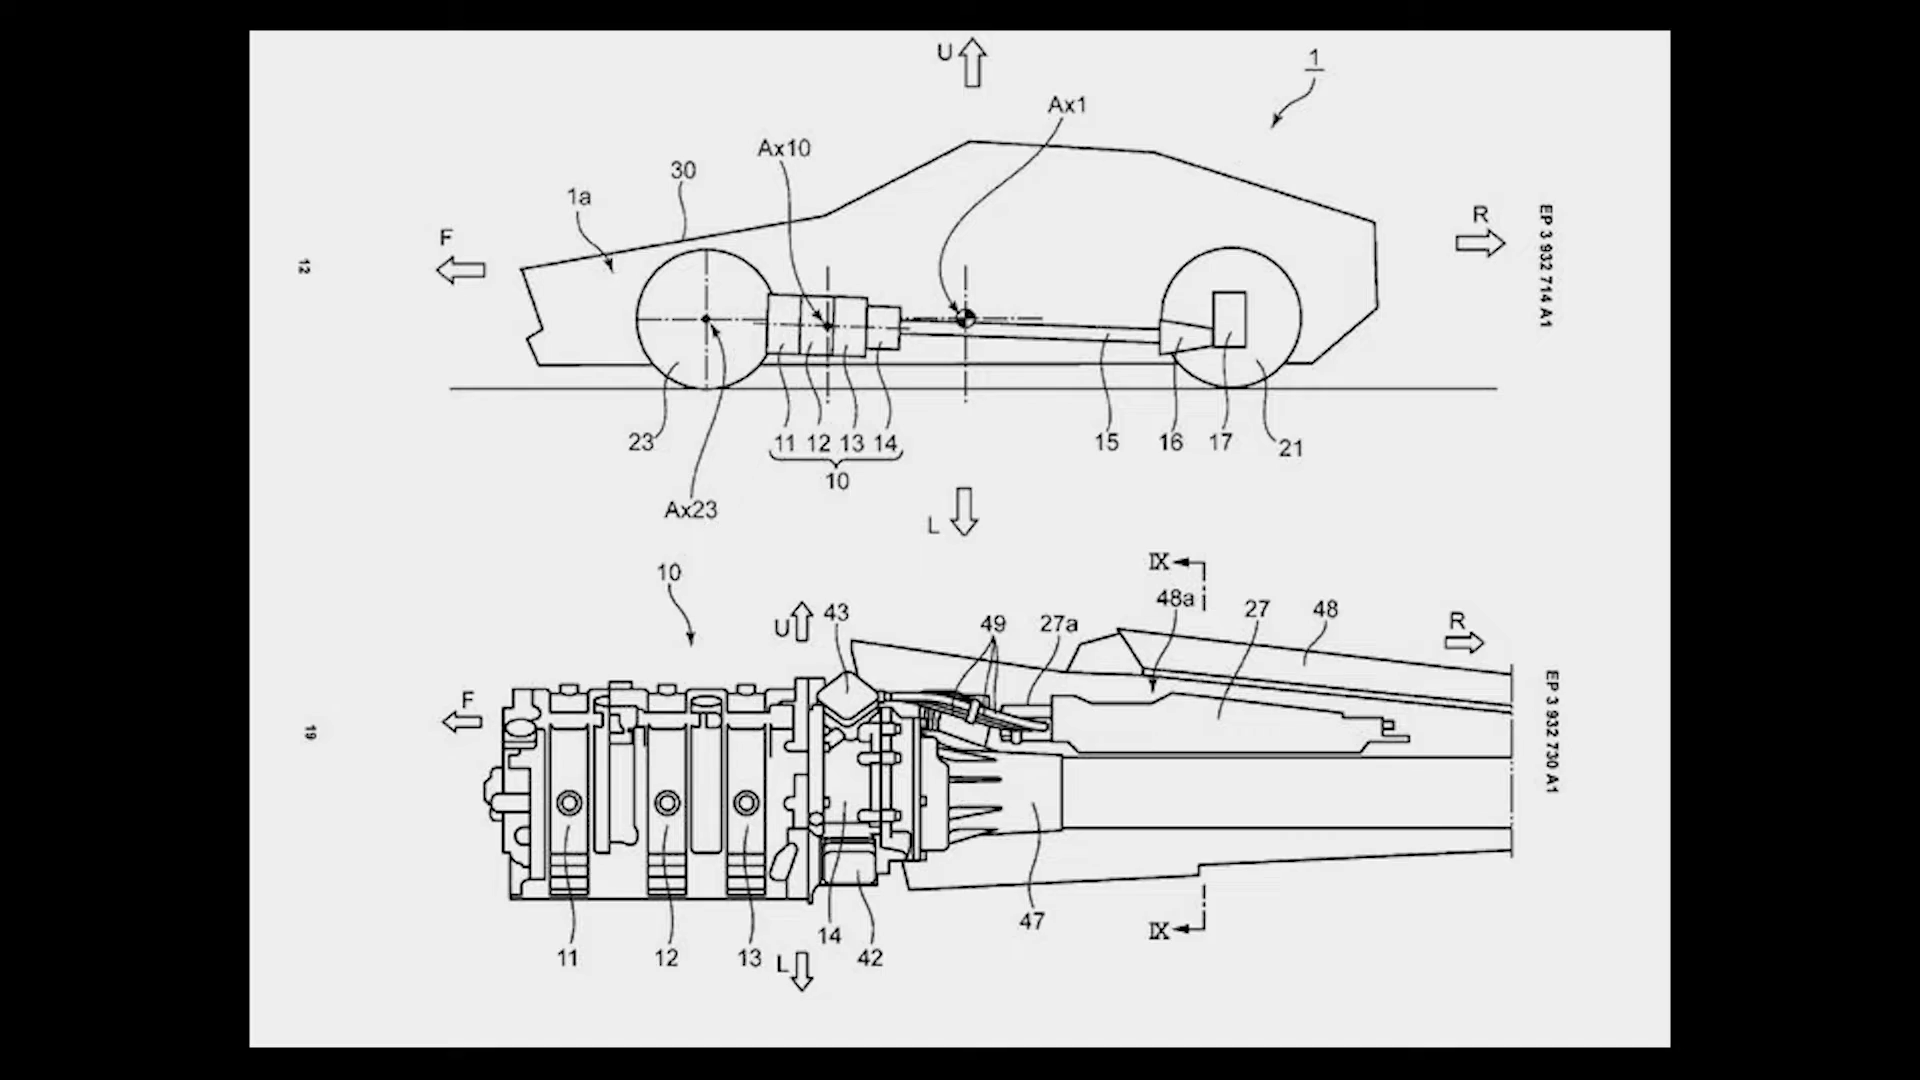 U
1
Ax1
Ax10
30
1a
F
R
12
EP 3 932 714 A1
23
11 12 13 14
15
16
17
21
10
Ax23
L
IX
10
43
49
27a
48a
27
48
U
R
F
19
EP 3 932 730 A1
47
IX
14
11
12
13
L
42